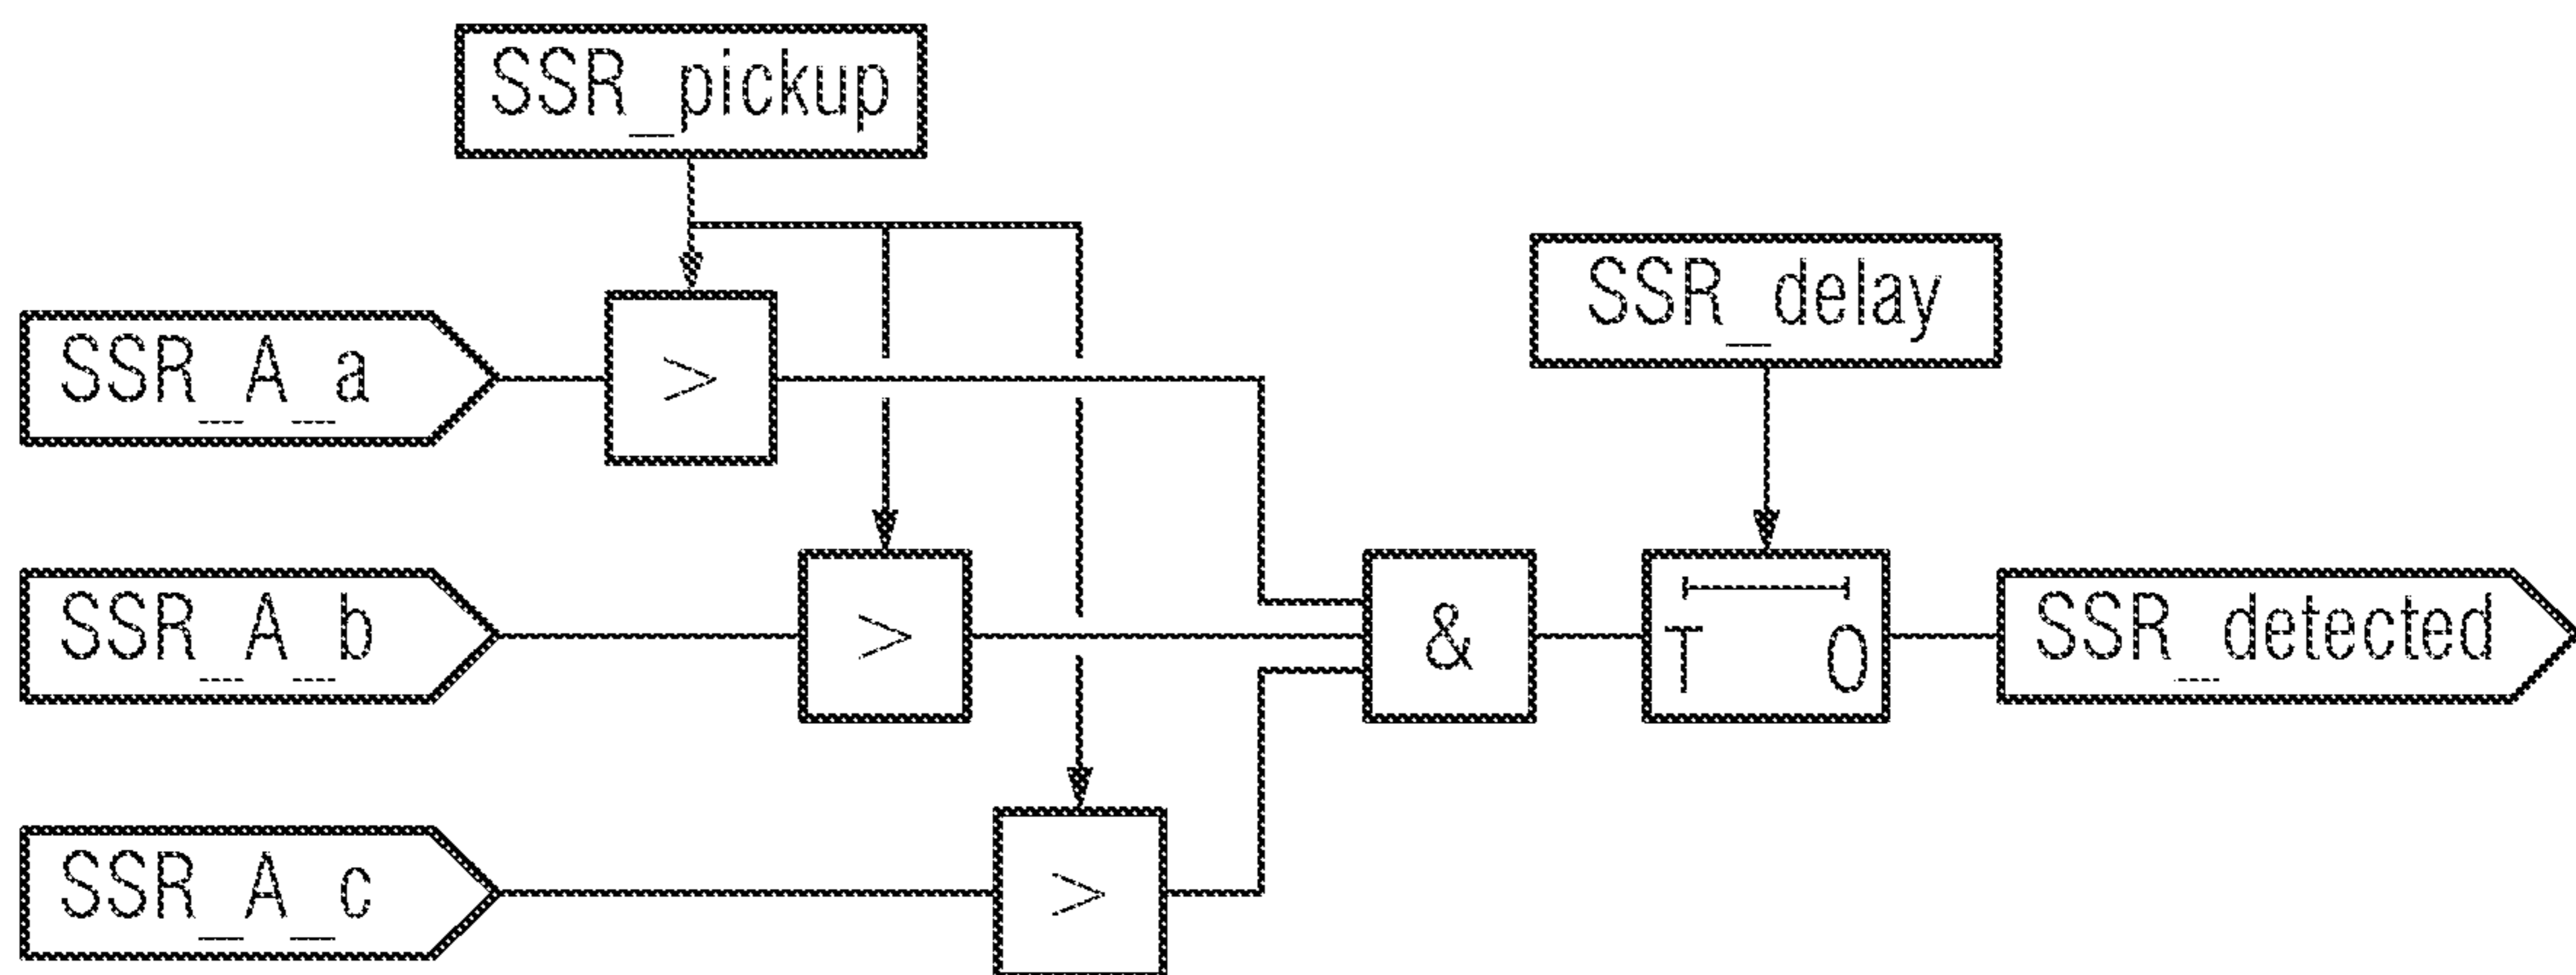 SSR_pickup
SSR_delay
SSR_A_a
>
SSR_A_b
>
&
T O
SSR_detected
SSR_A_c
>